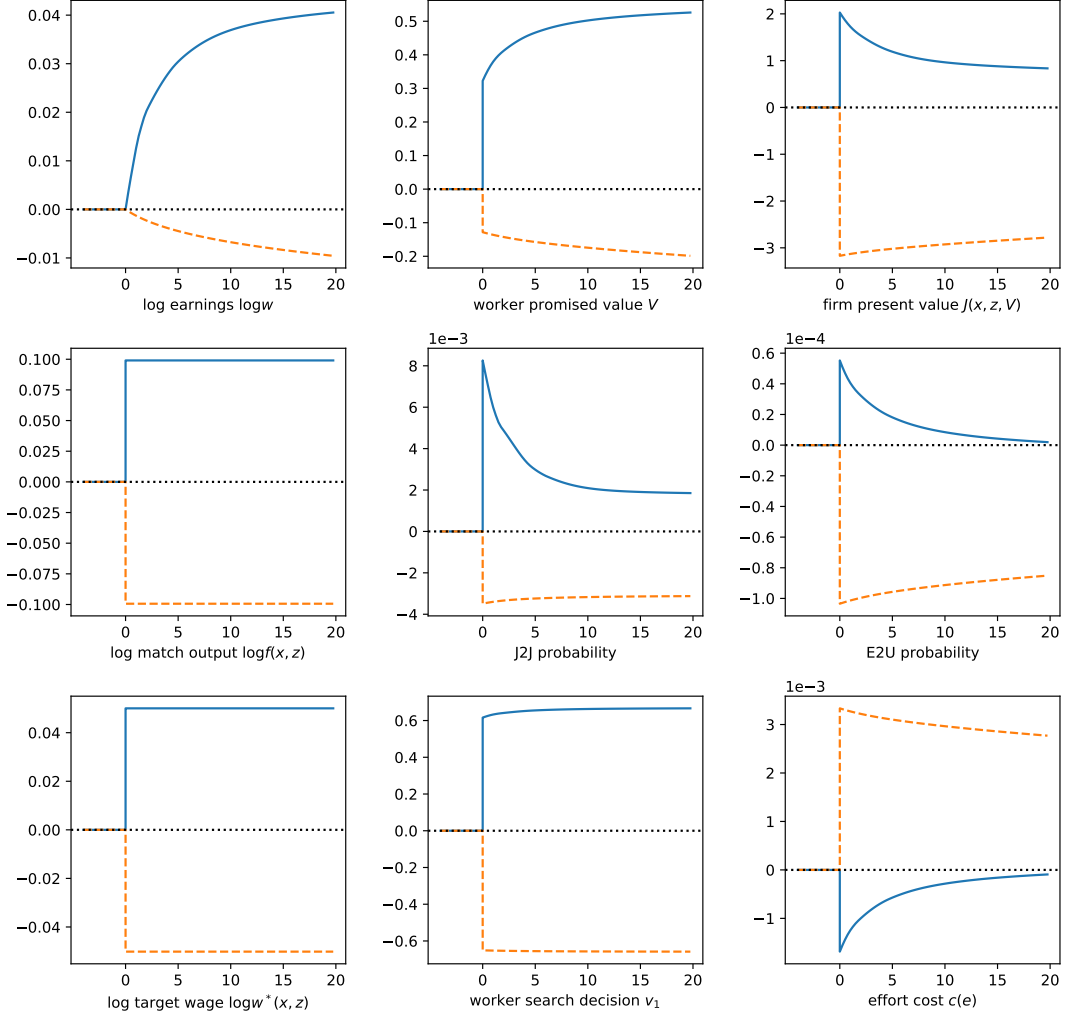 0.04
0.03
0.02
0.01
0.00
−0.01
0 5 10 15 20
log earnings logw
0.5
0.4
0.3
0.2
0.1
0.0
−0.1
−0.2
0 5 10 15 20
worker promised value V
2
1
0
−1
−2
−3
0 5 10 15 20
firm present value J(x, z, V)
0.100
0.075
0.050
0.025
0.000
−0.025
−0.050
−0.075
−0.100
0 5 10 15 20
log match output logf(x, z)
1e−3
8
6
4
2
0
−2
−4
0 5 10 15 20
J2J probability
1e−4
0.6
0.4
0.2
0.0
−0.2
−0.4
−0.6
−0.8
−1.0
0 5 10 15 20
E2U probability
0.04
0.02
0.00
−0.02
−0.04
0 5 10 15 20
log target wage logw*(x, z)
0.6
0.4
0.2
0.0
−0.2
−0.4
−0.6
0 5 10 15 20
worker search decision v₁
1e−3
3
2
1
0
−1
0 5 10 15 20
effort cost c(e)